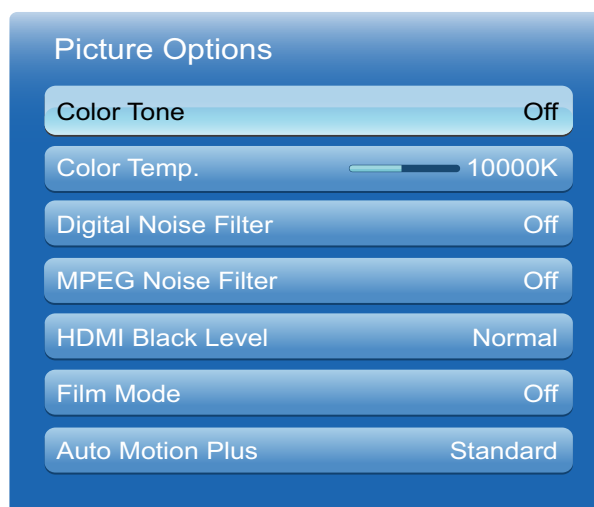 Picture Options
Color Tone Off
Color Temp. 10000K
Digital Noise Filter Off
MPEG Noise Filter Off
HDMI Black Level Normal
Film Mode Off
Auto Motion Plus Standard